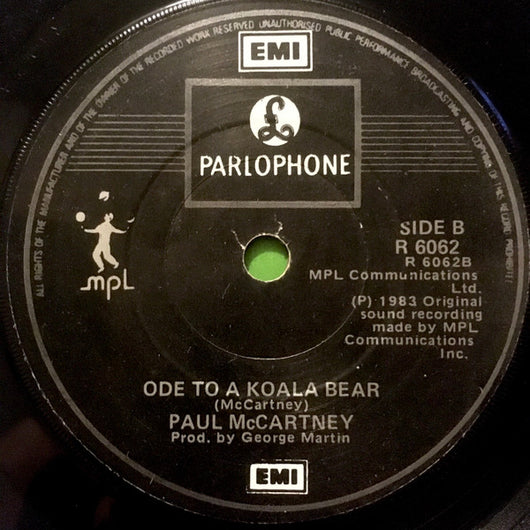 ALL RIGHTS OF THE MANUFACTURER AND OF THE OWNER OF THE RECORDED WORK RESERVED UNAUTHORISED PUBLIC PERFORMANCE BROADCASTING AND COPYING OF THIS RECORD PROHIBITED
EMI
£
PARLOPHONE
mpl
SIDE B
R 6062
R 6062B
MPL Communications
Ltd.
(P) 1983 Original
sound recording
made by MPL
Communications
Inc.
ODE TO A KOALA BEAR
(McCartney)
PAUL McCARTNEY
Prod. by George Martin
EMI